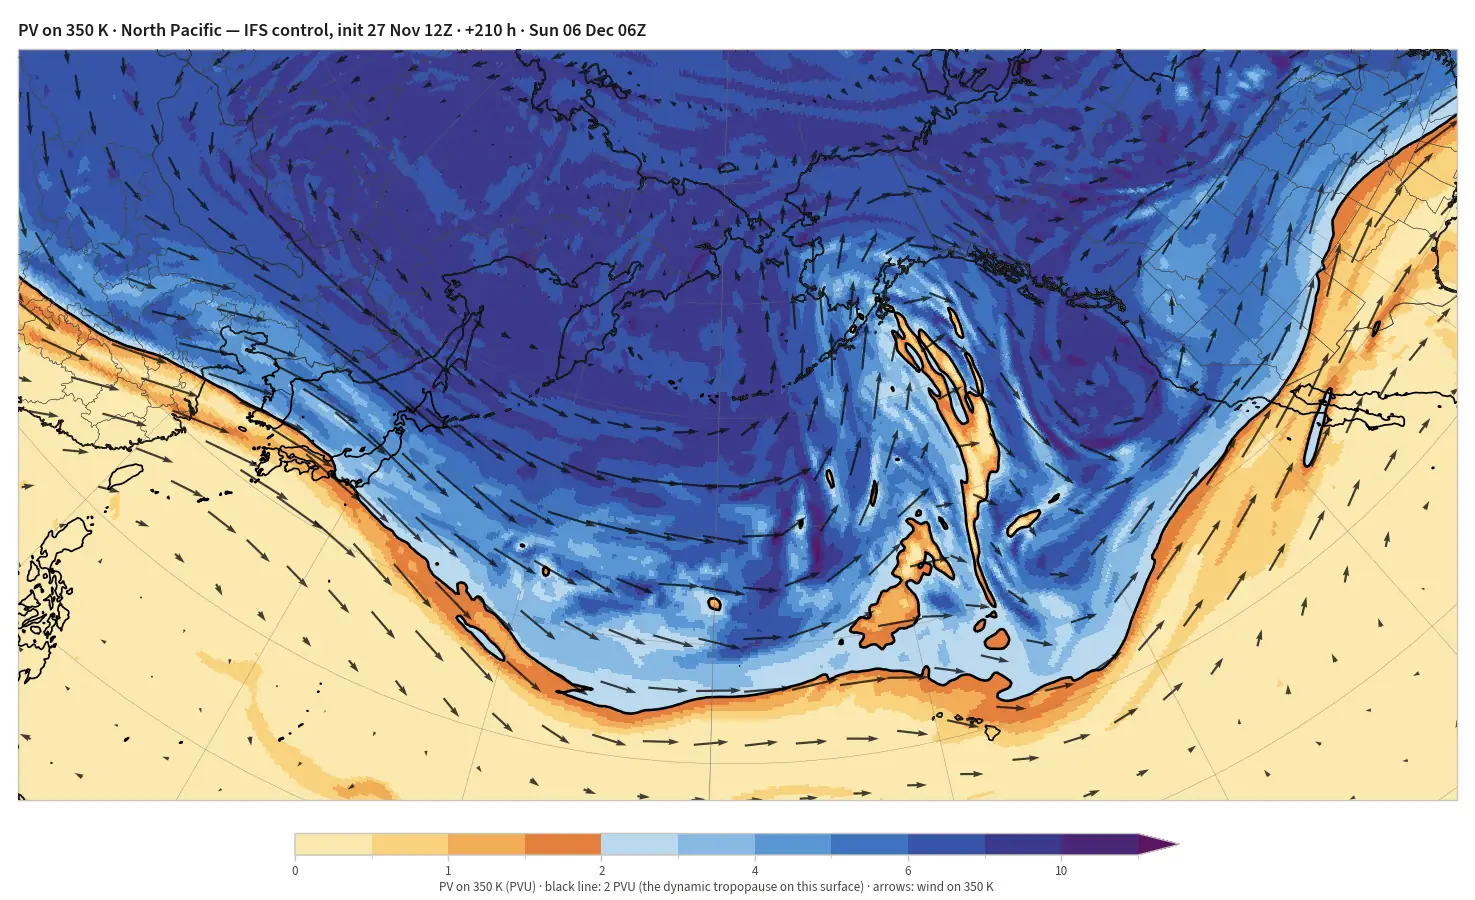 PV on 350 K · North Pacific — IFS control, init 27 Nov 12Z · +210 h · Sun 06 Dec 06Z
0 1 2 4 6 10
PV on 350 K (PVU) · black line: 2 PVU (the dynamic tropopause on this surface) · arrows: wind on 350 K